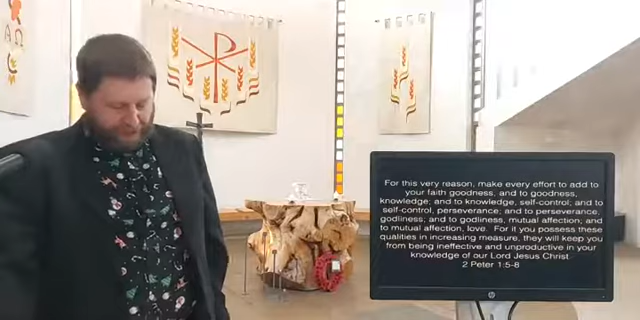 For this very reason, make every effort to add to
your faith goodness, and to goodness,
knowledge; and to knowledge, self-control; and to
self-control, perseverance; and to perseverance,
godliness; and to godliness, mutual affection; and
to mutual affection, love. For if you possess these
qualities in increasing measure, they will keep you
from being ineffective and unproductive in your
knowledge of our Lord Jesus Christ.
2 Peter 1:5-8
hp